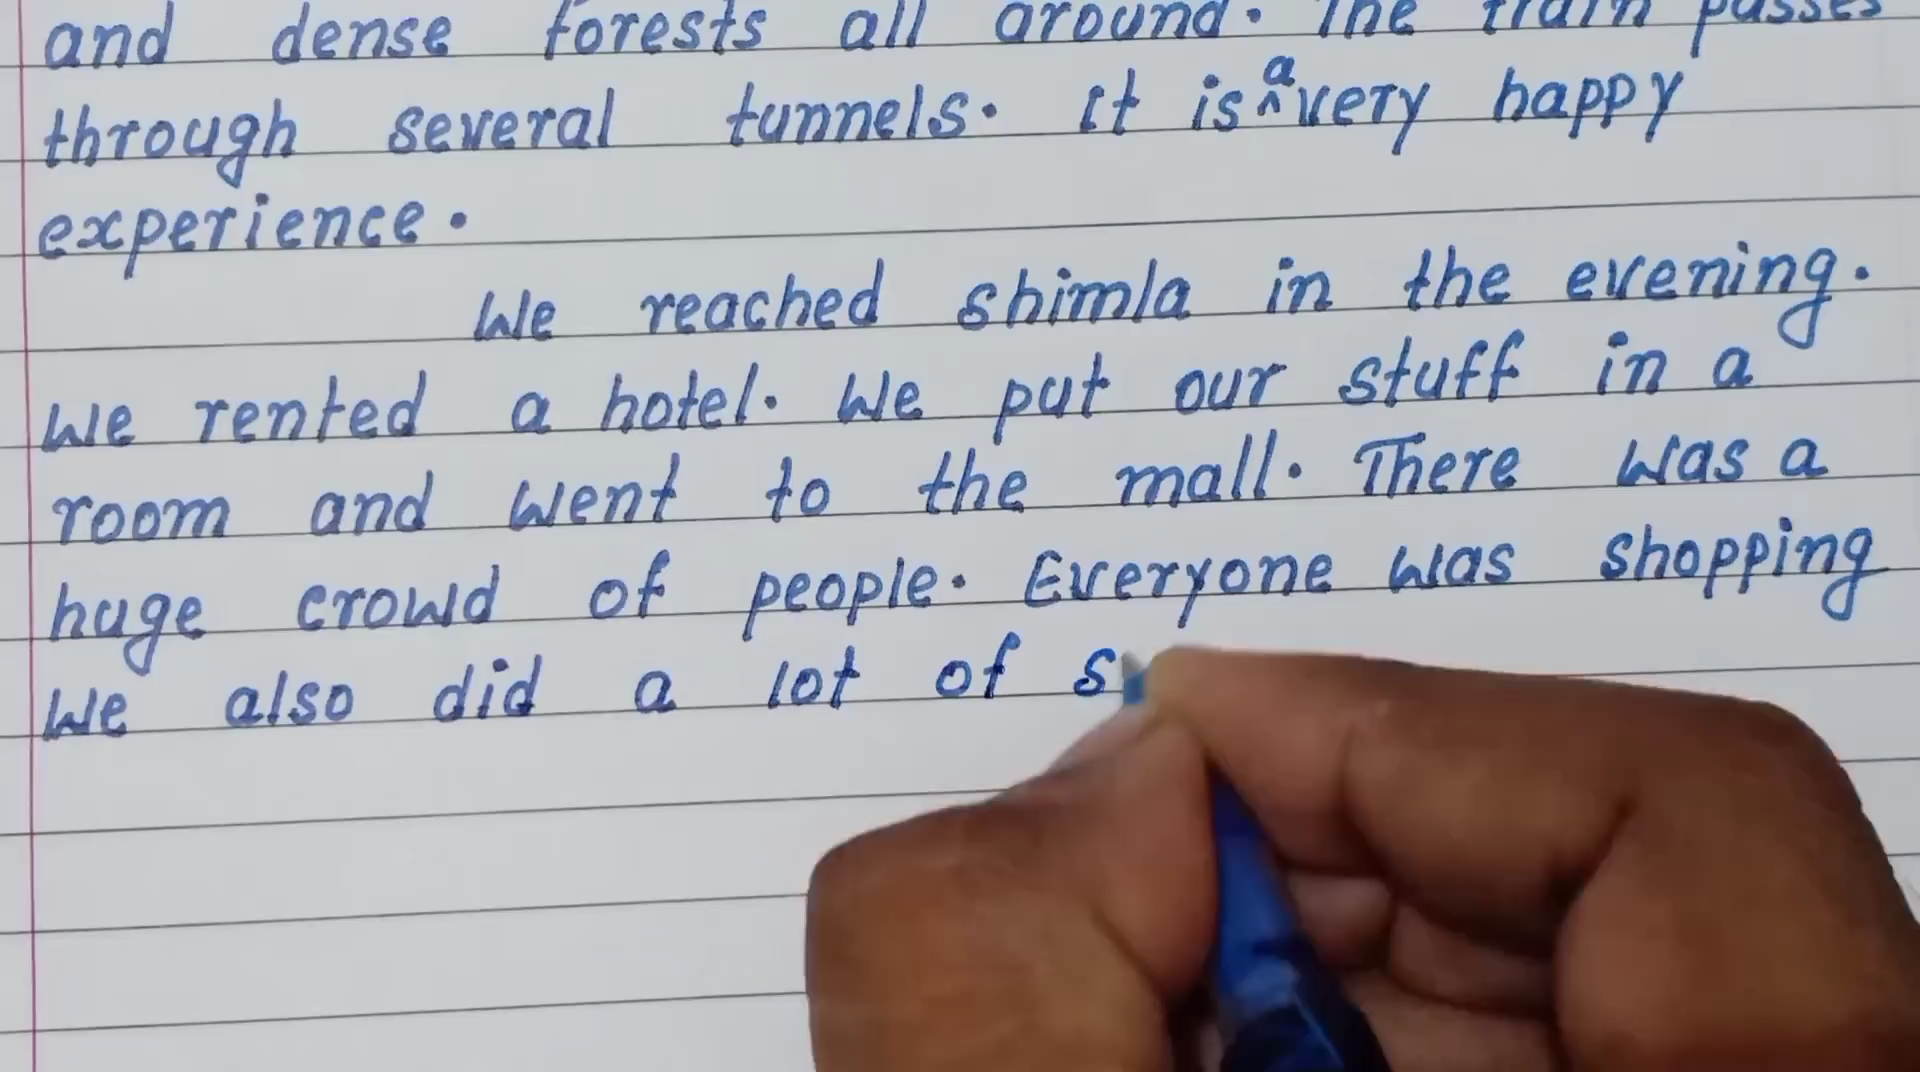 and dense forests all around. The train passes
through several tunnels. It is a very happy
experience.
We reached shimla in the evening.
We rented a hotel. We put our stuff in a
room and went to the mall. There was a
huge crowd of people. Everyone was shopping
We also did a lot of s